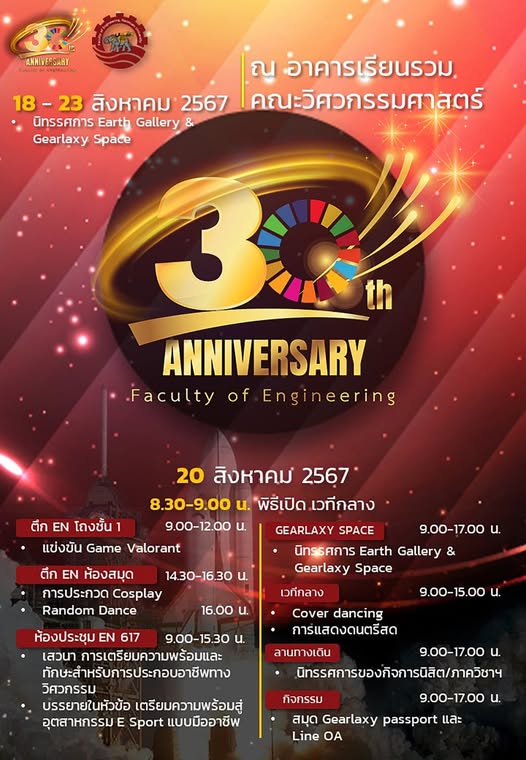 30th
ANNIVERSARY
ณ อาคารเรียนรวม
คณะวิศวกรรมศาสตร์
18 - 23 สิงหาคม 2567
• นิทรรศการ Earth Gallery &
Gearlaxy Space
30th
ANNIVERSARY
Faculty of Engineering
20 สิงหาคม 2567
8.30-9.00 น. พิธีเปิด เวทีกลาง
ตึก EN โถงชั้น 1 9.00-12.00 น.
• แข่งขัน Game Valorant
ตึก EN ห้องสมุด 14.30-16.30 น.
• การประกวด Cosplay
• Random Dance 16.00 น.
ห้องประชุม EN 617 9.00-15.30 น.
• เสวนา การเตรียมความพร้อมและ
ทักษะสำหรับการประกอบอาชีพทาง
วิศวกรรม
• บรรยายในหัวข้อ เตรียมความพร้อมสู่
อุตสาหกรรม E Sport แบบมืออาชีพ
GEARLAXY SPACE 9.00-17.00 น.
• นิทรรศการ Earth Gallery &
Gearlaxy Space
เวทีกลาง 9.00-15.00 น.
• Cover dancing
• การแสดงดนตรีสด
ลานทางเดิน 9.00-17.00 น.
• นิทรรศการของกิจการนิสิต/ภาควิชาฯ
กิจกรรม 9.00-17.00 น.
• สมุด Gearlaxy passport และ
Line OA